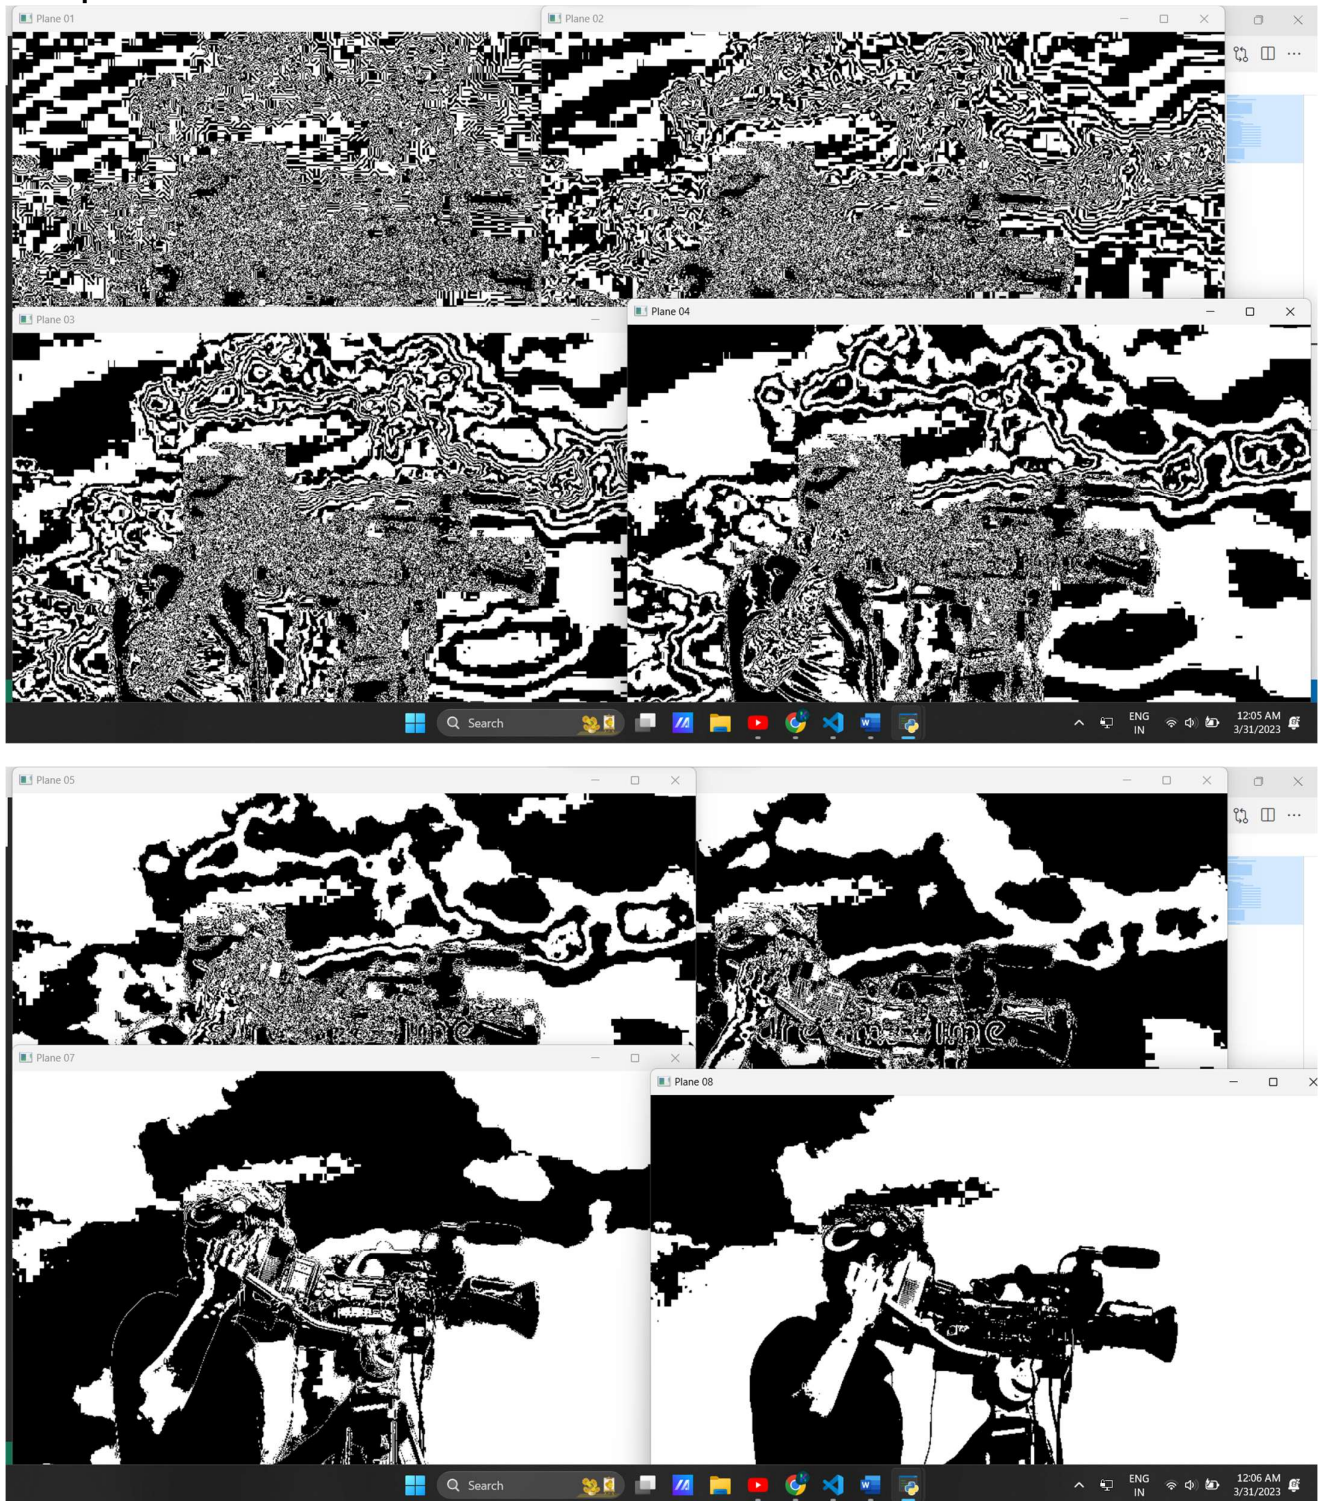 Plane 01
Plane 02
Plane 03
Plane 04
Search
ENG
IN
12:05 AM
3/31/2023
Plane 05
Plane 07
Plane 08
Search
ENG
IN
12:06 AM
3/31/2023